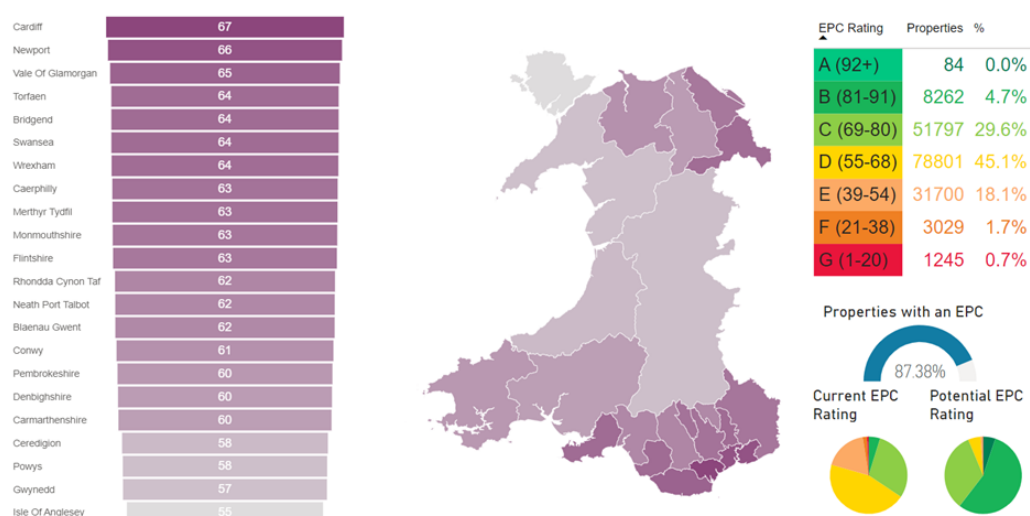 Cardiff 67
Newport 66
Vale Of Glamorgan 65
Torfaen 64
Bridgend 64
Swansea 64
Wrexham 64
Caerphilly 63
Merthyr Tydfil 63
Monmouthshire 63
Flintshire 63
Rhondda Cynon Taf 62
Neath Port Talbot 62
Blaenau Gwent 62
Conwy 61
Pembrokeshire 60
Denbighshire 60
Carmarthenshire 60
Ceredigion 58
Powys 58
Gwynedd 57
Isle Of Anglesey 55
EPC Rating Properties %
A (92+) 84 0.0%
B (81-91) 8262 4.7%
C (69-80) 51797 29.6%
D (55-68) 78801 45.1%
E (39-54) 31700 18.1%
F (21-38) 3029 1.7%
G (1-20) 1245 0.7%
Properties with an EPC
87.38%
Current EPC
Rating
Potential EPC
Rating